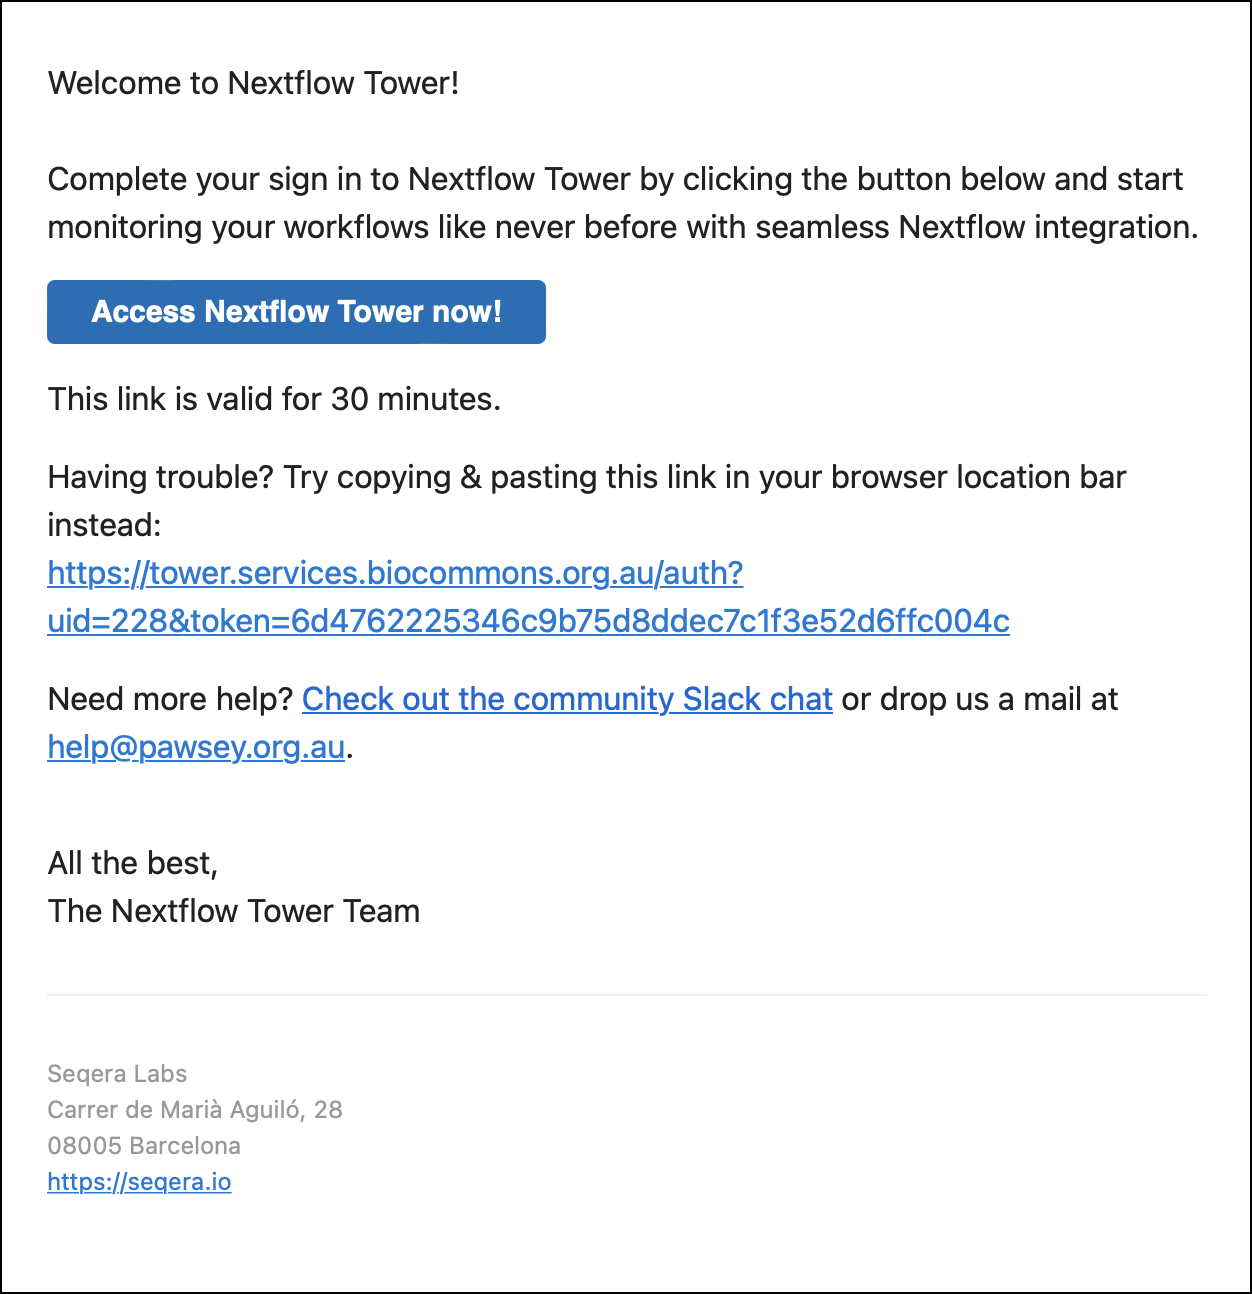 Welcome to Nextflow Tower!
Complete your sign in to Nextflow Tower by clicking the button below and start
monitoring your workflows like never before with seamless Nextflow integration.
Access Nextflow Tower now!
This link is valid for 30 minutes.
Having trouble? Try copying & pasting this link in your browser location bar
instead:
https://tower.services.biocommons.org.au/auth?
uid=228&token=6d4762225346c9b75d8ddec7c1f3e52d6ffc004c
Need more help? Check out the community Slack chat or drop us a mail at
help@pawsey.org.au.
All the best,
The Nextflow Tower Team
Seqera Labs
Carrer de Marià Aguiló, 28
08005 Barcelona
https://seqera.io